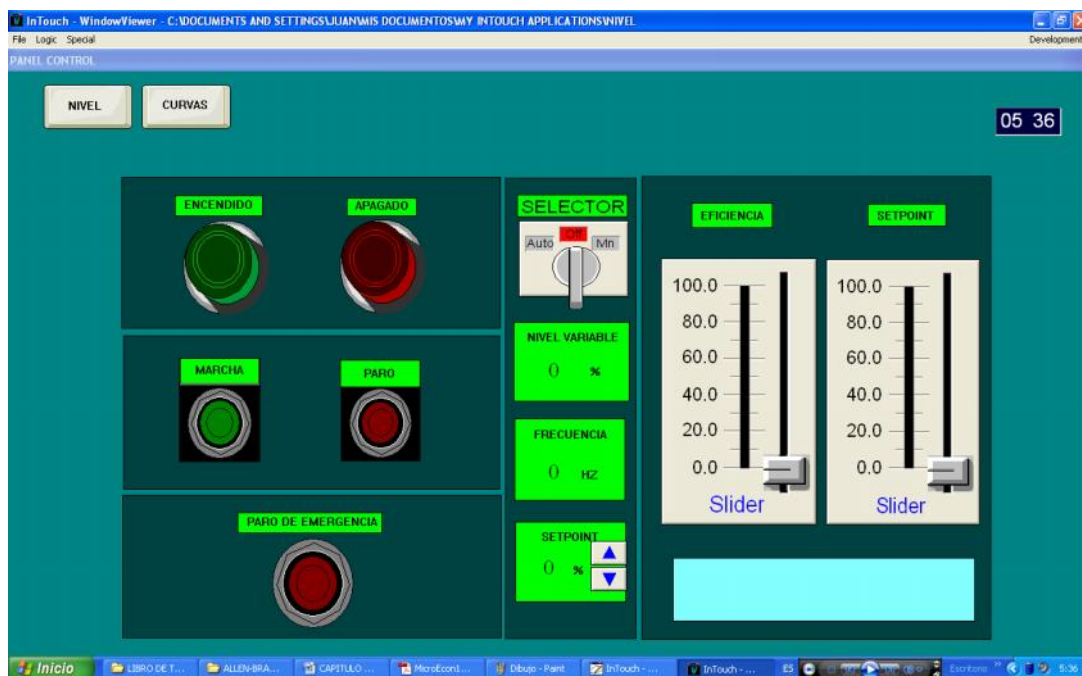 InTouch - WindowViewer - C:\DOCUMENTS AND SETTINGS\JUAN\MIS DOCUMENTOS\MY INTOUCH APPLICATIONS\NIVEL
File Logic Special Development
PANEL CONTROL
NIVEL CURVAS
05 36
ENCENDIDO APAGADO
MARCHA PARO
PARO DE EMERGENCIA
SELECTOR
Auto Off Mn
NIVEL VARIABLE
0 %
FRECUENCIA
0 HZ
SETPOINT
0 %
EFICIENCIA
100.0
80.0
60.0
40.0
20.0
0.0
Slider
SETPOINT
100.0
80.0
60.0
40.0
20.0
0.0
Slider
Inicio LIBRO DE T... ALLEN-BRA... CAPITULO ... MicroEcon1... Dibujo - Paint InTouch - ... InTouch - ... ES Escritorio » 5:36